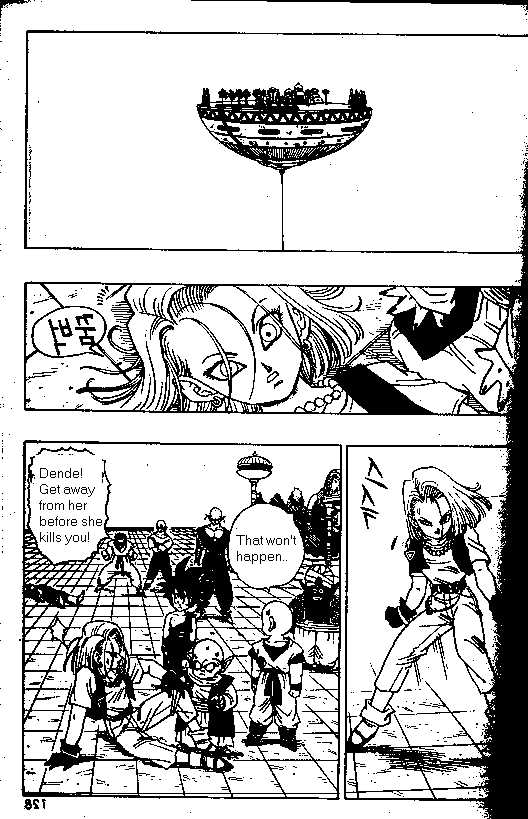 Dende!
Get away
from her
before she
kills you!
That won't
happen..
128